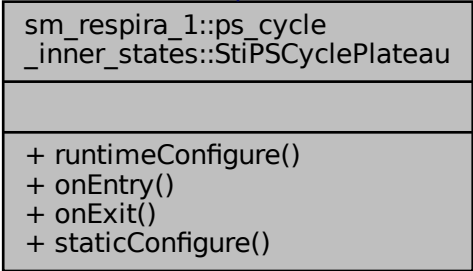 sm_respira_1::ps_cycle
_inner_states::StiPSCyclePlateau
+ runtimeConfigure()
+ onEntry()
+ onExit()
+ staticConfigure()